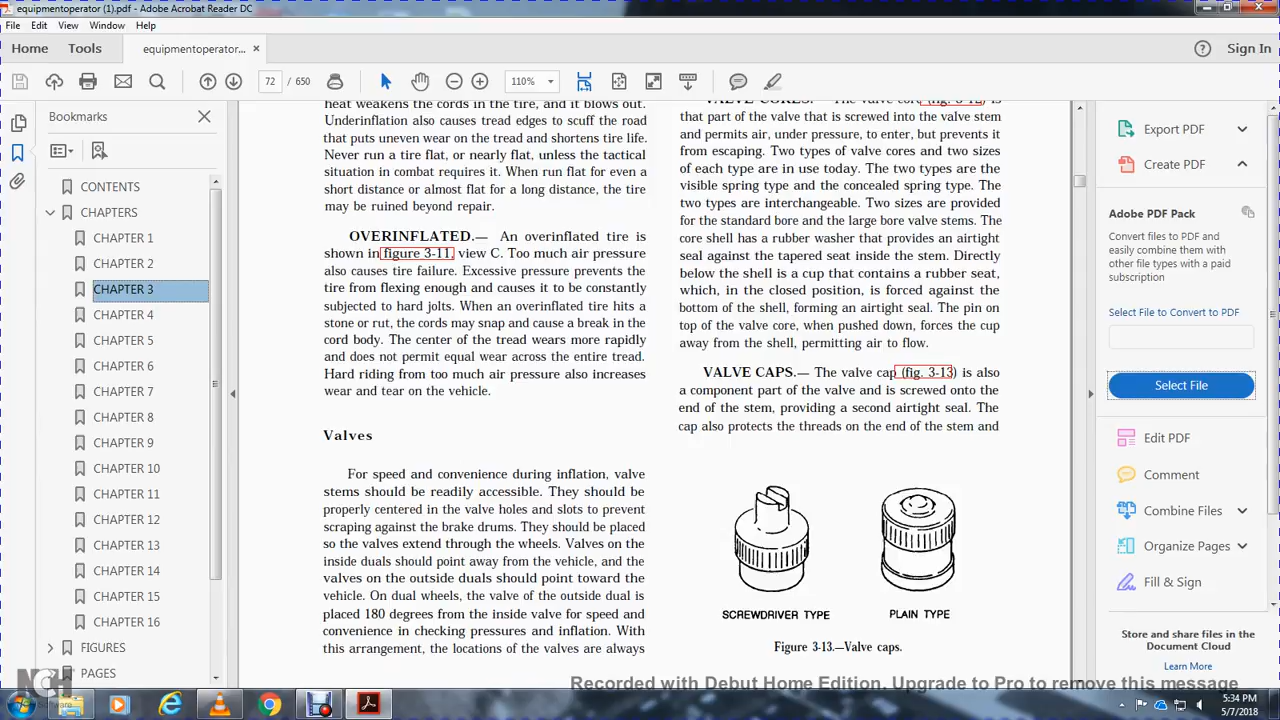 equipmentoperator (1).pdf - Adobe Acrobat Reader DC
File Edit View Window Help
Home Tools equipmentoperator... × Sign In
72 / 650 110%
Bookmarks
CONTENTS
CHAPTERS
CHAPTER 1
CHAPTER 2
CHAPTER 3
CHAPTER 4
CHAPTER 5
CHAPTER 6
CHAPTER 7
CHAPTER 8
CHAPTER 9
CHAPTER 10
CHAPTER 11
CHAPTER 12
CHAPTER 13
CHAPTER 14
CHAPTER 15
CHAPTER 16
FIGURES
PAGES
heat weakens the cords in the tire, and it blows out.
Underinflation also causes tread edges to scuff the road
that puts uneven wear on the tread and shortens tire life.
Never run a tire flat, or nearly flat, unless the tactical
situation in combat requires it. When run flat for even a
short distance or almost flat for a long distance, the tire
may be ruined beyond repair.
OVERINFLATED.— An overinflated tire is
shown in figure 3-11, view C. Too much air pressure
also causes tire failure. Excessive pressure prevents the
tire from flexing enough and causes it to be constantly
subjected to hard jolts. When an overinflated tire hits a
stone or rut, the cords may snap and cause a break in the
cord body. The center of the tread wears more rapidly
and does not permit equal wear across the entire tread.
Hard riding from too much air pressure also increases
wear and tear on the vehicle.
Valves
For speed and convenience during inflation, valve
stems should be readily accessible. They should be
properly centered in the valve holes and slots to prevent
scraping against the brake drums. They should be placed
so the valves extend through the wheels. Valves on the
inside duals should point away from the vehicle, and the
valves on the outside duals should point toward the
vehicle. On dual wheels, the valve of the outside dual is
placed 180 degrees from the inside valve for speed and
convenience in checking pressures and inflation. With
this arrangement, the locations of the valves are always
VALVE CORES.— The valve core (fig. 3-12) is
that part of the valve that is screwed into the valve stem
and permits air, under pressure, to enter, but prevents it
from escaping. Two types of valve cores and two sizes
of each type are in use today. The two types are the
visible spring type and the concealed spring type. The
two types are interchangeable. Two sizes are provided
for the standard bore and the large bore valve stems. The
core shell has a rubber washer that provides an airtight
seal against the tapered seat inside the stem. Directly
below the shell is a cup that contains a rubber seat,
which, in the closed position, is forced against the
bottom of the shell, forming an airtight seal. The pin on
top of the valve core, when pushed down, forces the cup
away from the shell, permitting air to flow.
VALVE CAPS.— The valve cap (fig. 3-13) is also
a component part of the valve and is screwed onto the
end of the stem, providing a second airtight seal. The
cap also protects the threads on the end of the stem and
SCREWDRIVER TYPE PLAIN TYPE
Figure 3-13.—Valve caps.
Export PDF
Create PDF
Adobe PDF Pack
Convert files to PDF and
easily combine them with
other file types with a paid
subscription
Select File to Convert to PDF
Select File
Edit PDF
Comment
Combine Files
Organize Pages
Fill & Sign
Store and share files in the
Document Cloud
Learn More
NCH
Software
Recorded with Debut Home Edition. Upgrade to Pro to remove this message
5:34 PM
5/7/2018